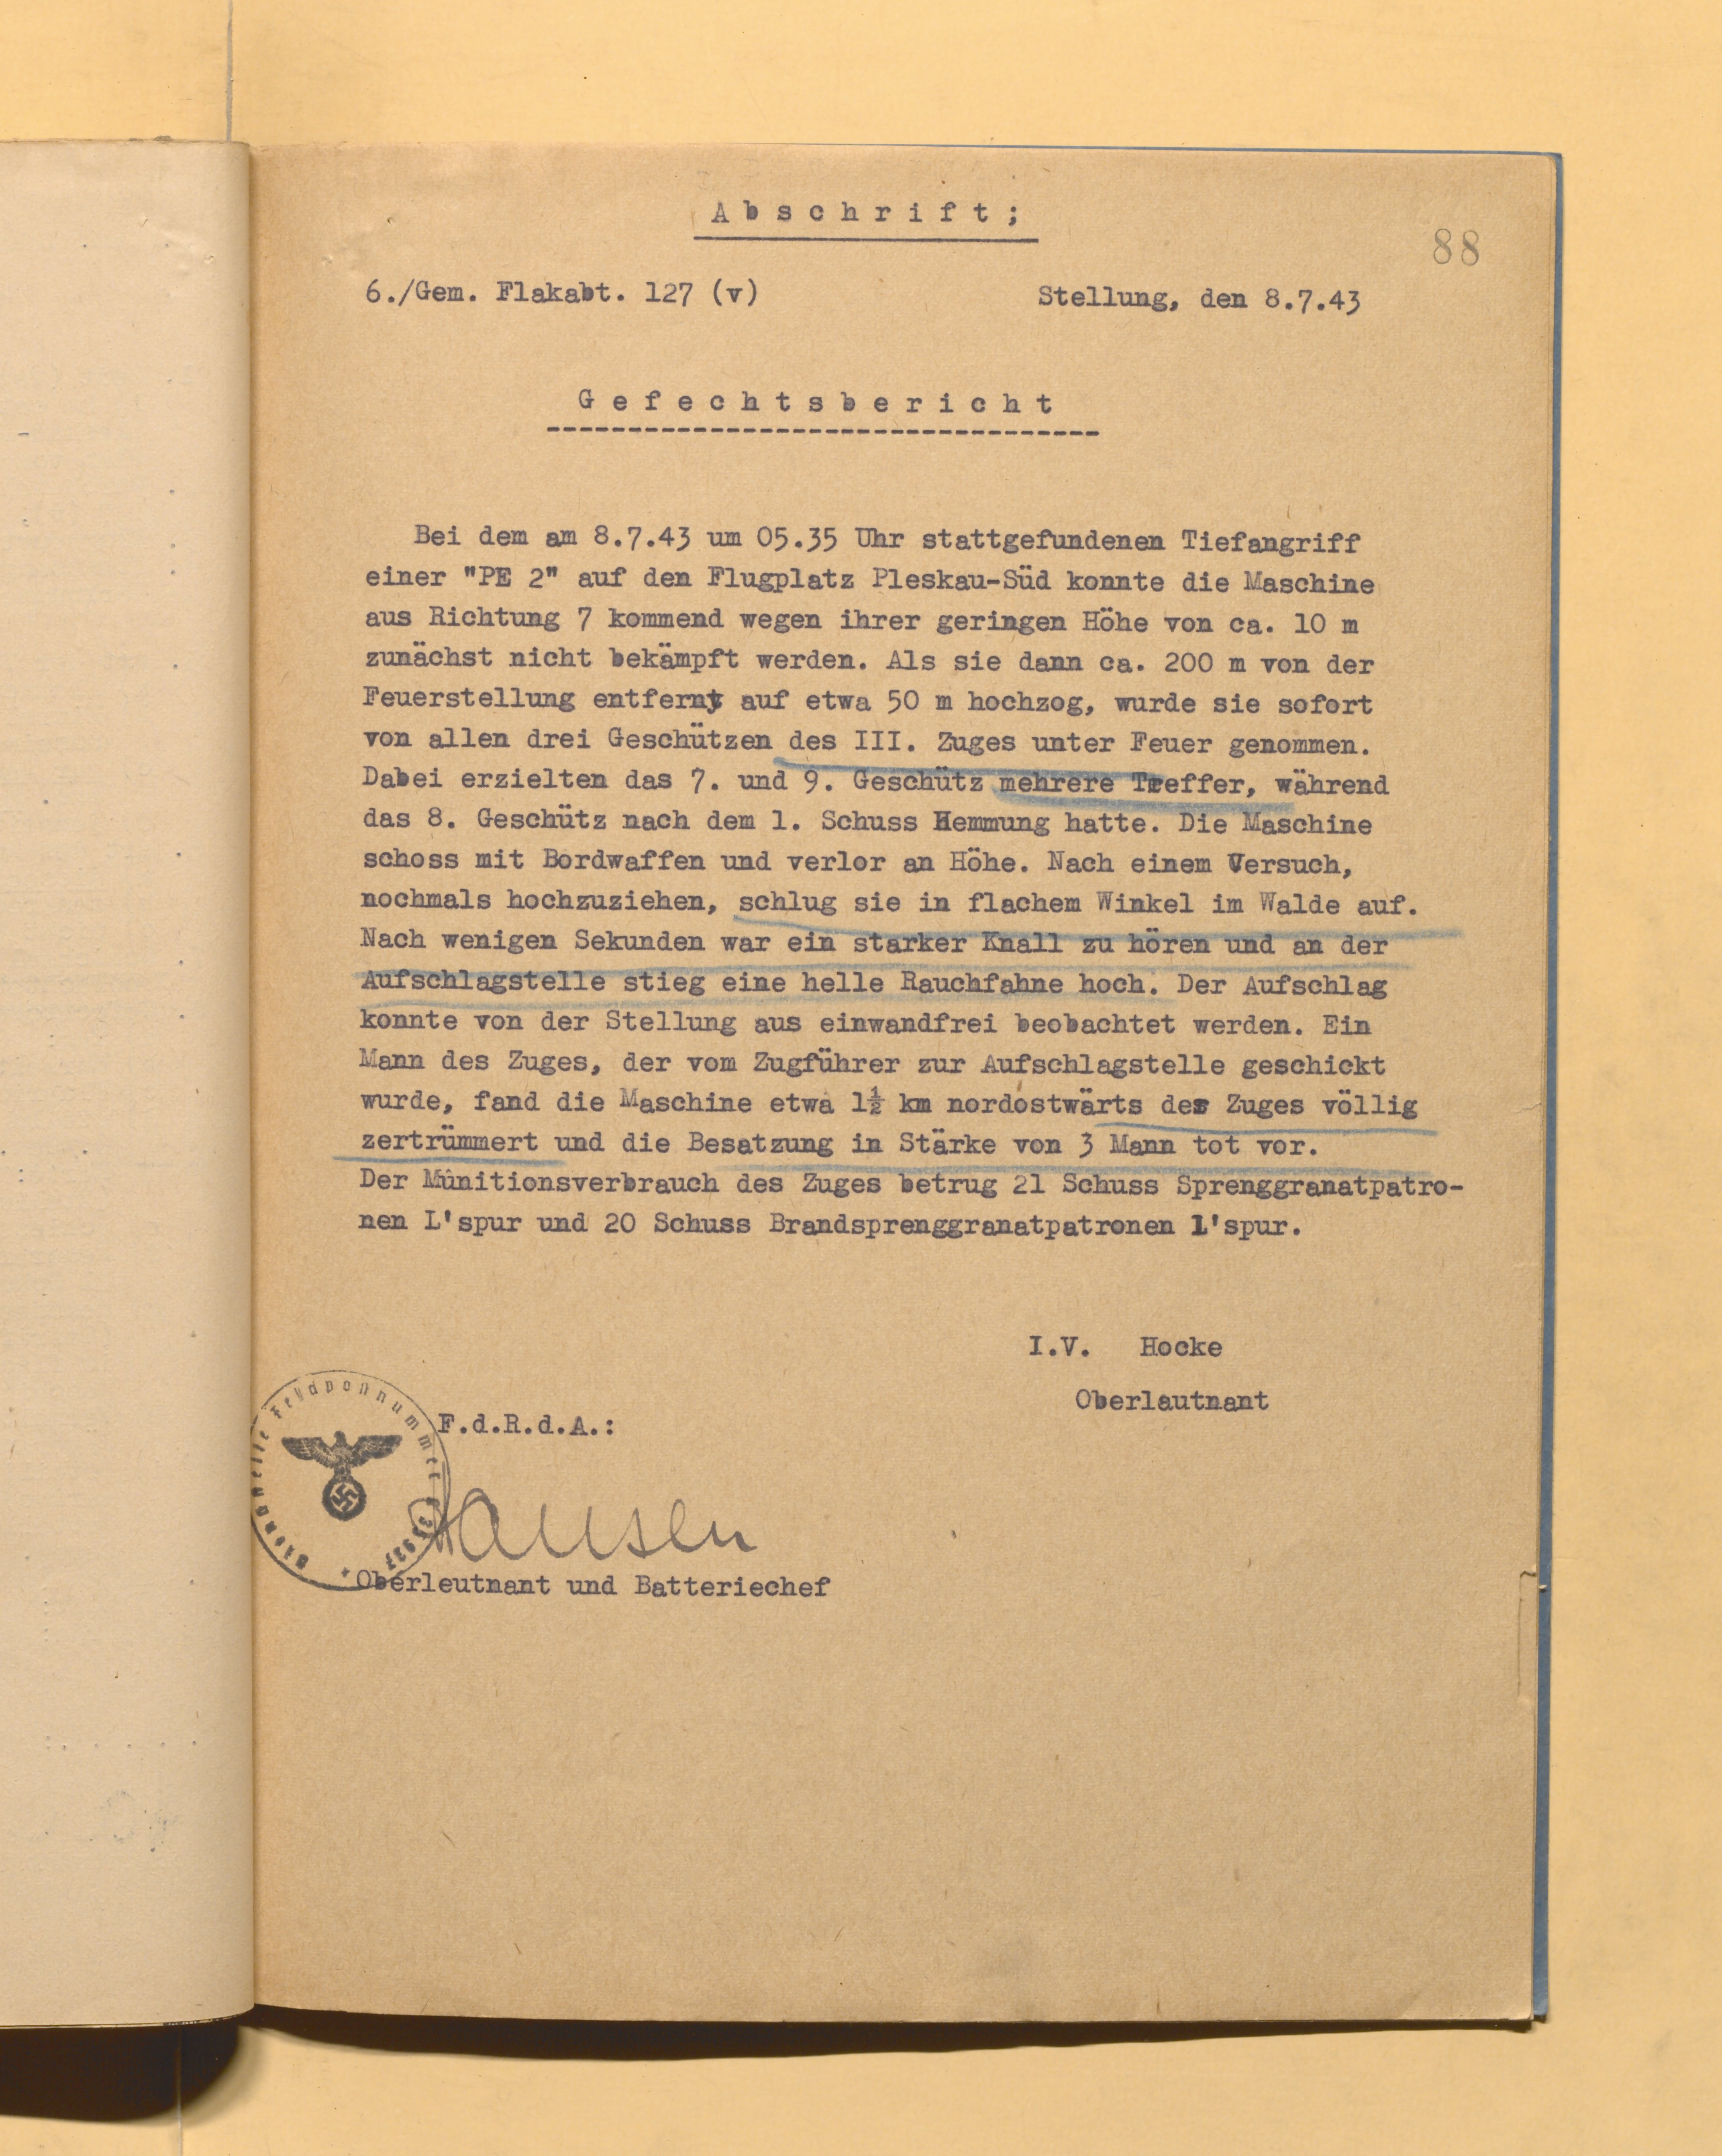 Abschrift;
88
6./Gem. Flakabt. 127 (v)
Stellung, den 8.7.43
Gefechtsbericht
Bei dem am 8.7.43 um 05.35 Uhr stattgefundenen Tiefangriff
einer "PE 2" auf den Flugplatz Pleskau-Süd konnte die Maschine
aus Richtung 7 kommend wegen ihrer geringen Höhe von ca. 10 m
zunächst nicht bekämpft werden. Als sie dann ca. 200 m von der
Feuerstellung entfernt auf etwa 50 m hochzog, wurde sie sofort
von allen drei Geschützen des III. Zuges unter Feuer genommen.
Dabei erzielten das 7. und 9. Geschütz mehrere Treffer, während
das 8. Geschütz nach dem 1. Schuss Hemmung hatte. Die Maschine
schoss mit Bordwaffen und verlor an Höhe. Nach einem Versuch,
nochmals hochzuziehen, schlug sie in flachem Winkel im Walde auf.
Nach wenigen Sekunden war ein starker Knall zu hören und an der
Aufschlagstelle stieg eine helle Rauchfahne hoch. Der Aufschlag
konnte von der Stellung aus einwandfrei beobachtet werden. Ein
Mann des Zuges, der vom Zugführer zur Aufschlagstelle geschickt
wurde, fand die Maschine etwa 1½ km nordostwärts des Zuges völlig
zertrümmert und die Besatzung in Stärke von 3 Mann tot vor.
Der Munitionsverbrauch des Zuges betrug 21 Schuss Sprenggranatpatro-
nen L'spur und 20 Schuss Brandsprenggranatpatronen L'spur.
I.V. Hocke
Oberlautnant
F.d.R.d.A.:
Feldpostnummer
Oberleutnant und Batteriechef